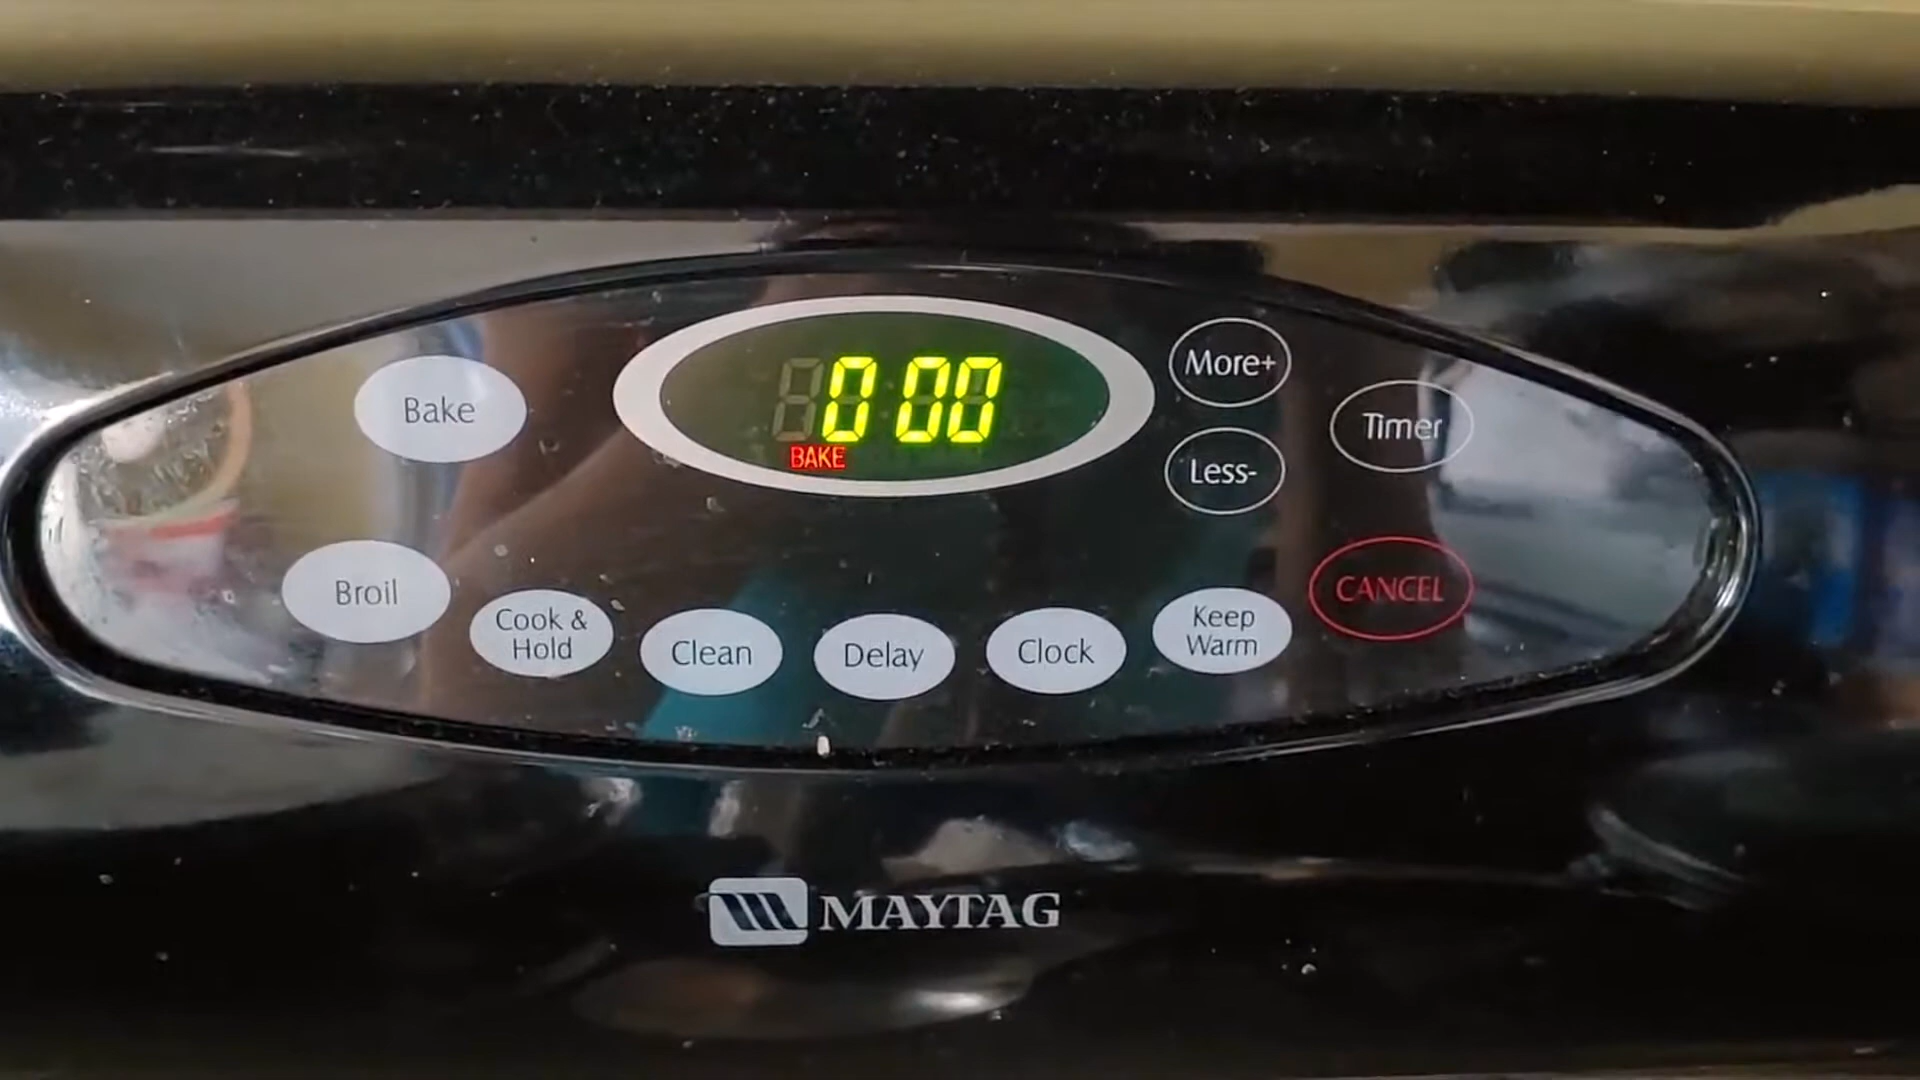 Bake
0 00
BAKE
More+
Less-
Timer
Broil
Cook &
Hold
Clean
Delay
Clock
Keep
Warm
CANCEL
MAYTAG